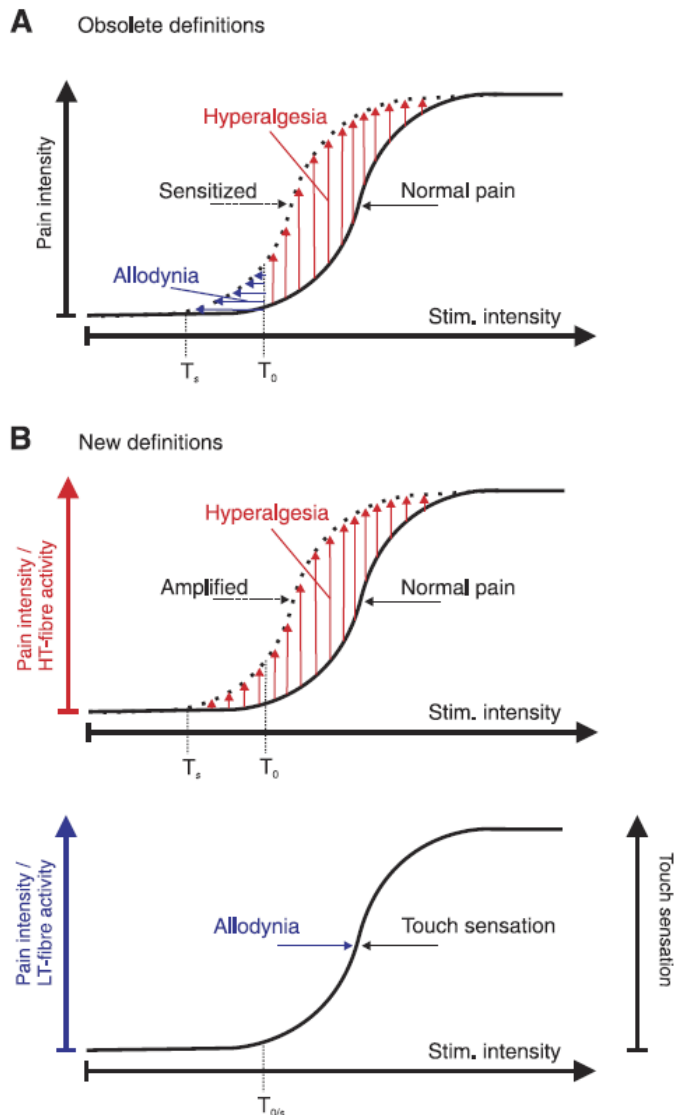 A Obsolete definitions
Pain intensity
Hyperalgesia
Sensitized
Normal pain
Allodynia
Stim. intensity
Ts
T0
B New definitions
Pain intensity /
HT-fibre activity
Hyperalgesia
Amplified
Normal pain
Stim. intensity
Ts
T0
Pain intensity /
LT-fibre activity
Allodynia
Touch sensation
Touch sensation
Stim. intensity
T0/s